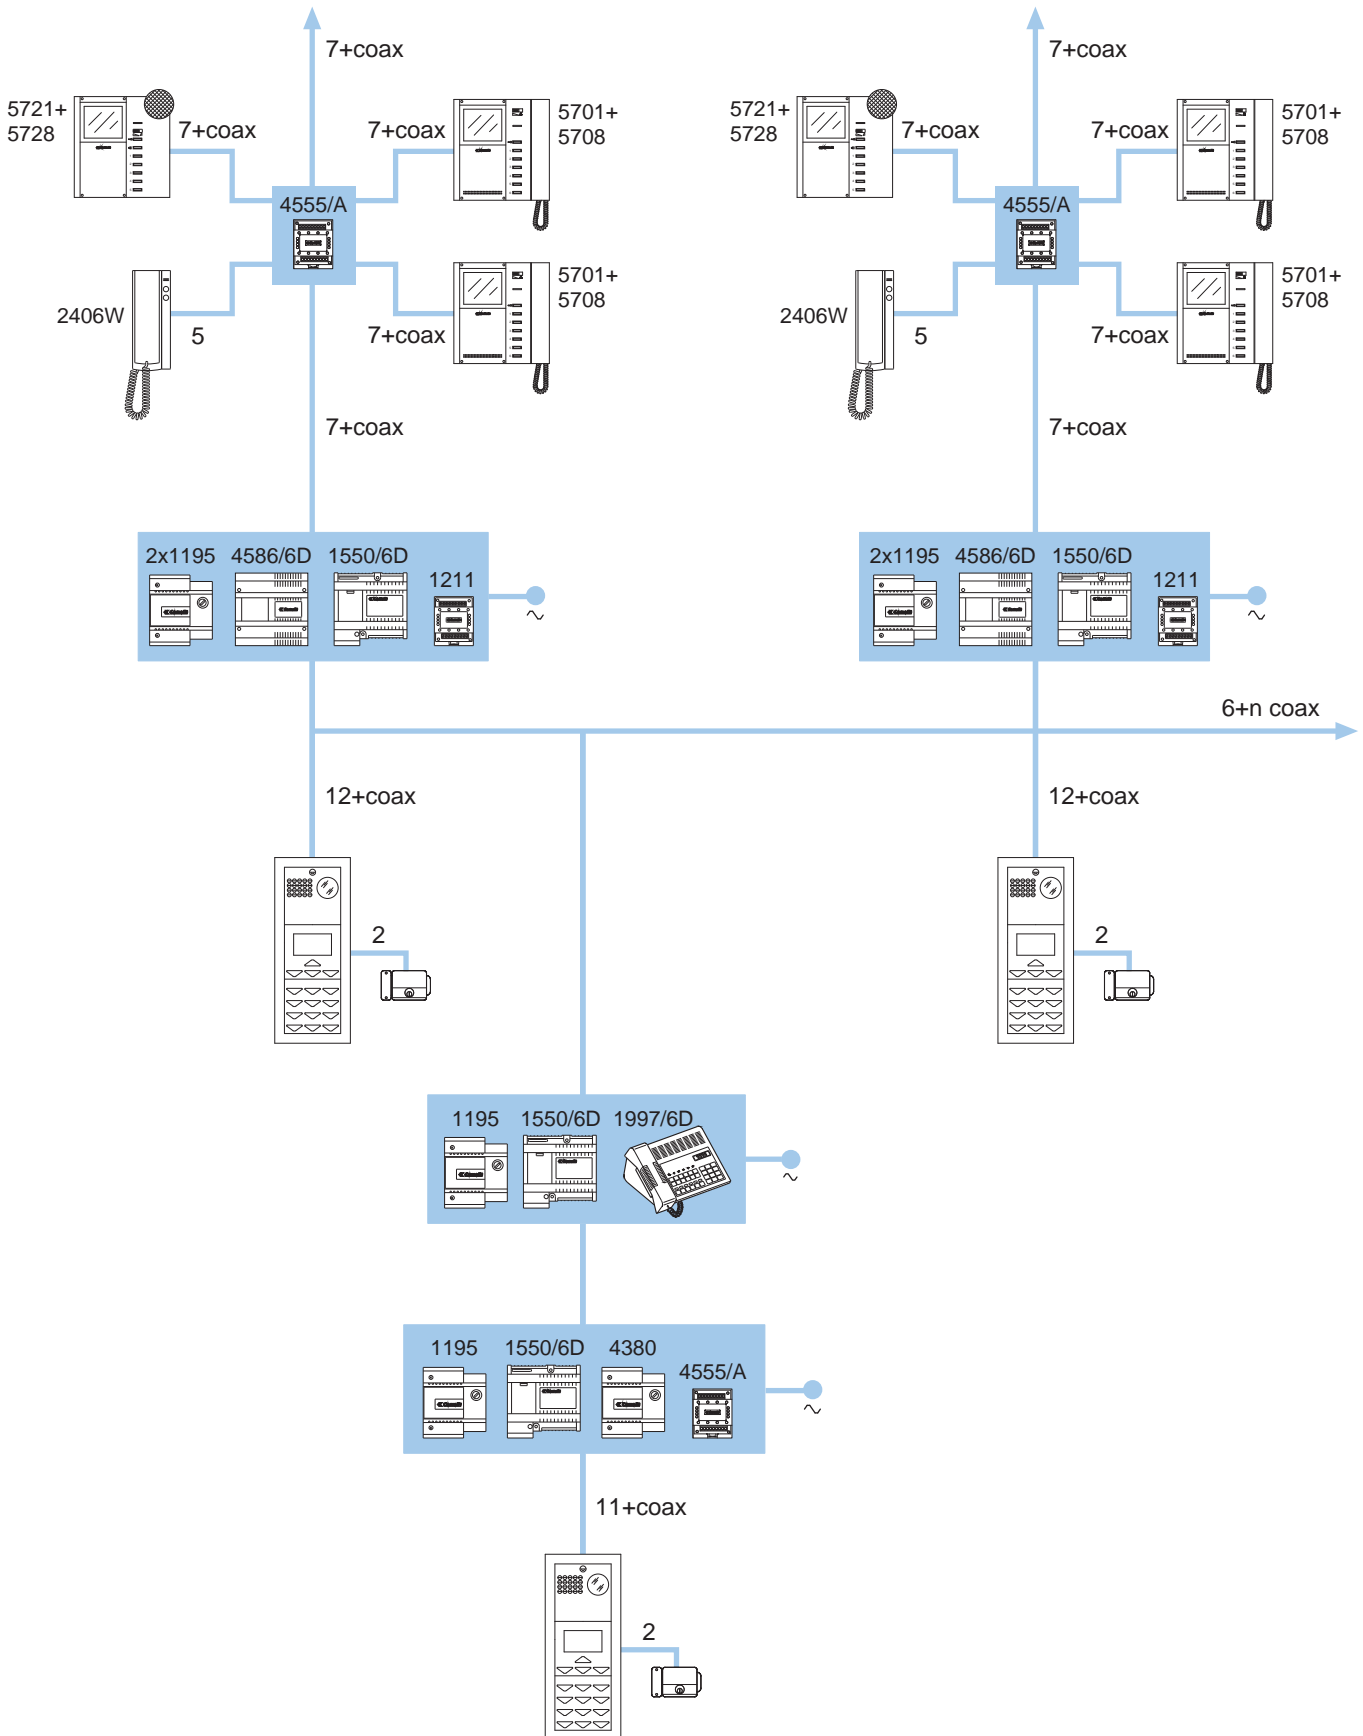 7+coax
7+coax
5721+
5728
7+coax
7+coax
5701+
5708
5721+
5728
7+coax
7+coax
5701+
5708
4555/A
4555/A
2406W
5
7+coax
5701+
5708
2406W
5
7+coax
5701+
5708
7+coax
7+coax
2x1195 4586/6D 1550/6D
1211
~
2x1195 4586/6D 1550/6D
1211
~
6+n coax
12+coax
12+coax
2
2
1195 1550/6D 1997/6D
~
1195 1550/6D 4380
4555/A
~
11+coax
2